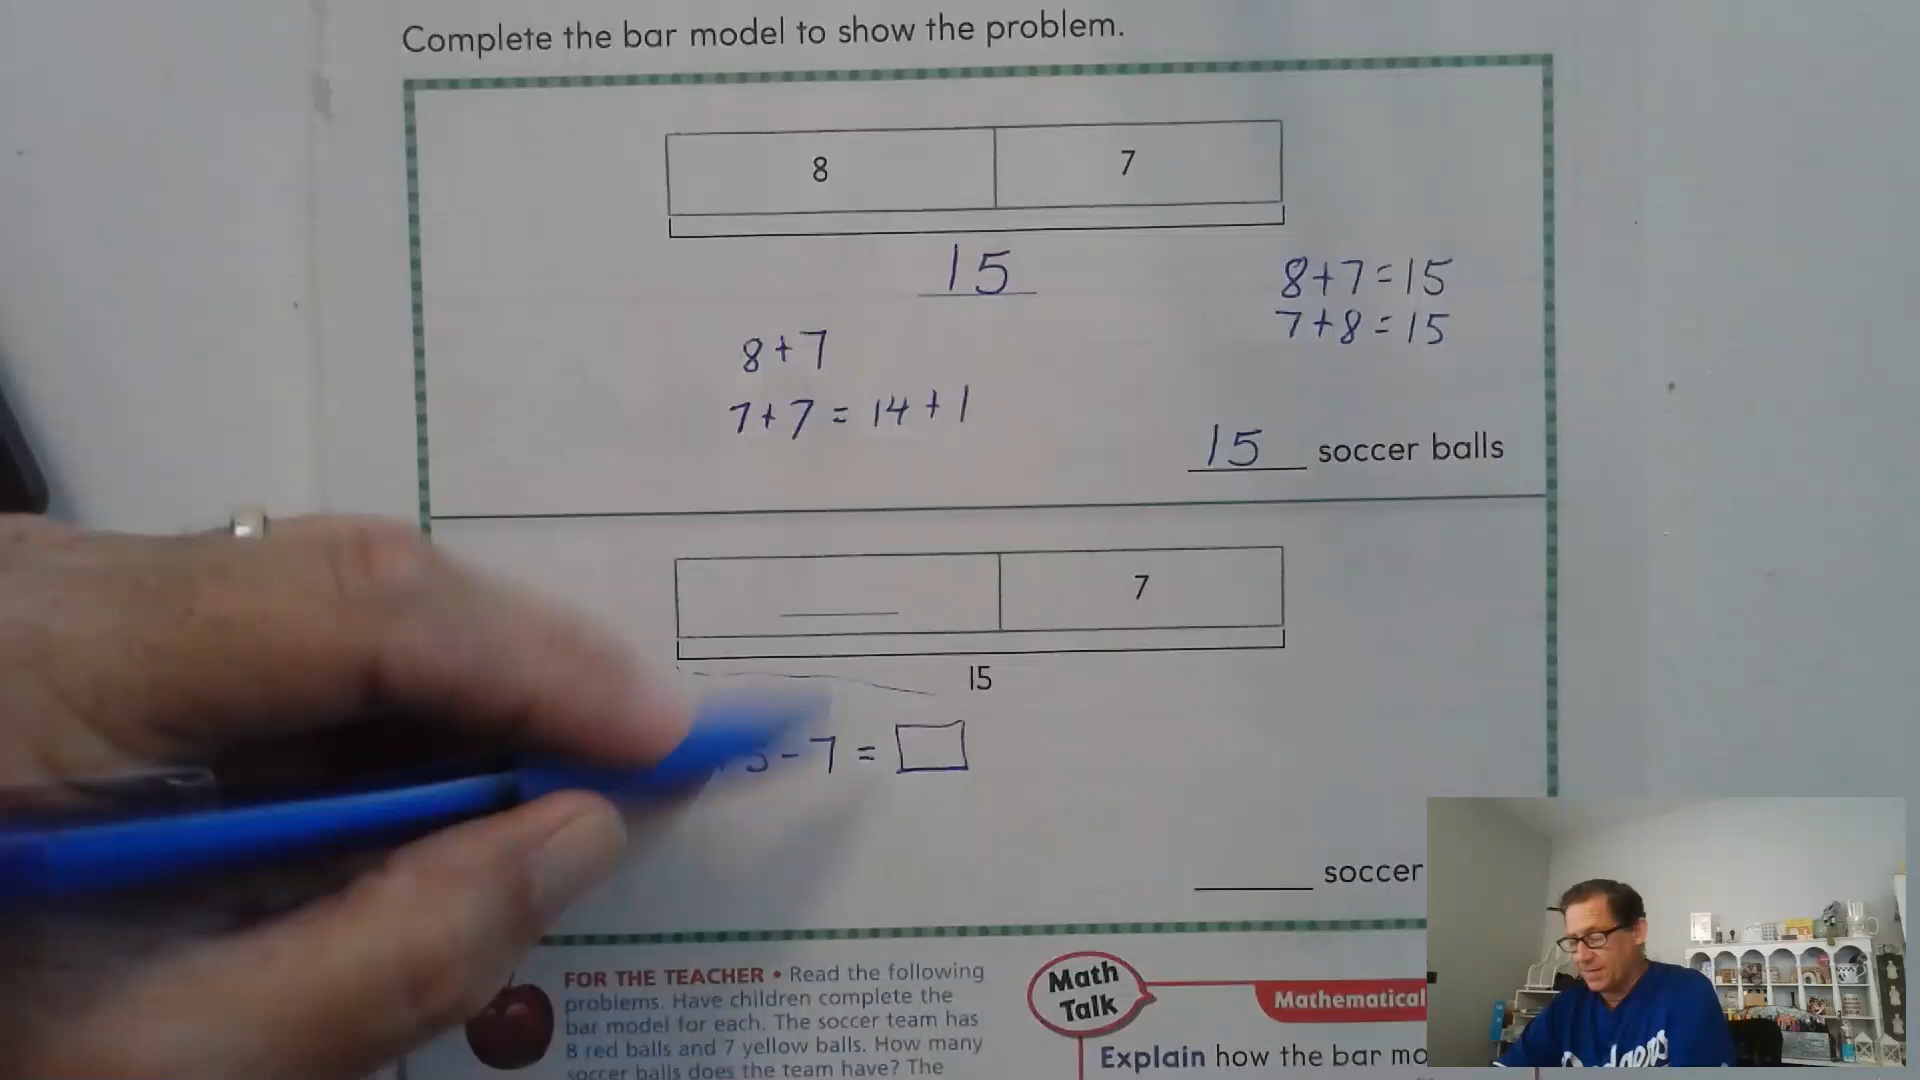 Complete the bar model to show the problem.
8 7
15
8+7=15
7+8=15
8+7
7+7=14+1
15 soccer balls
7
15
5-7=
soccer
FOR THE TEACHER • Read the following
problems. Have children complete the
bar model for each. The soccer team has
8 red balls and 7 yellow balls. How many
soccer balls does the team have? The
Math
Talk
Mathematical
Explain how the bar mo
Dodgers